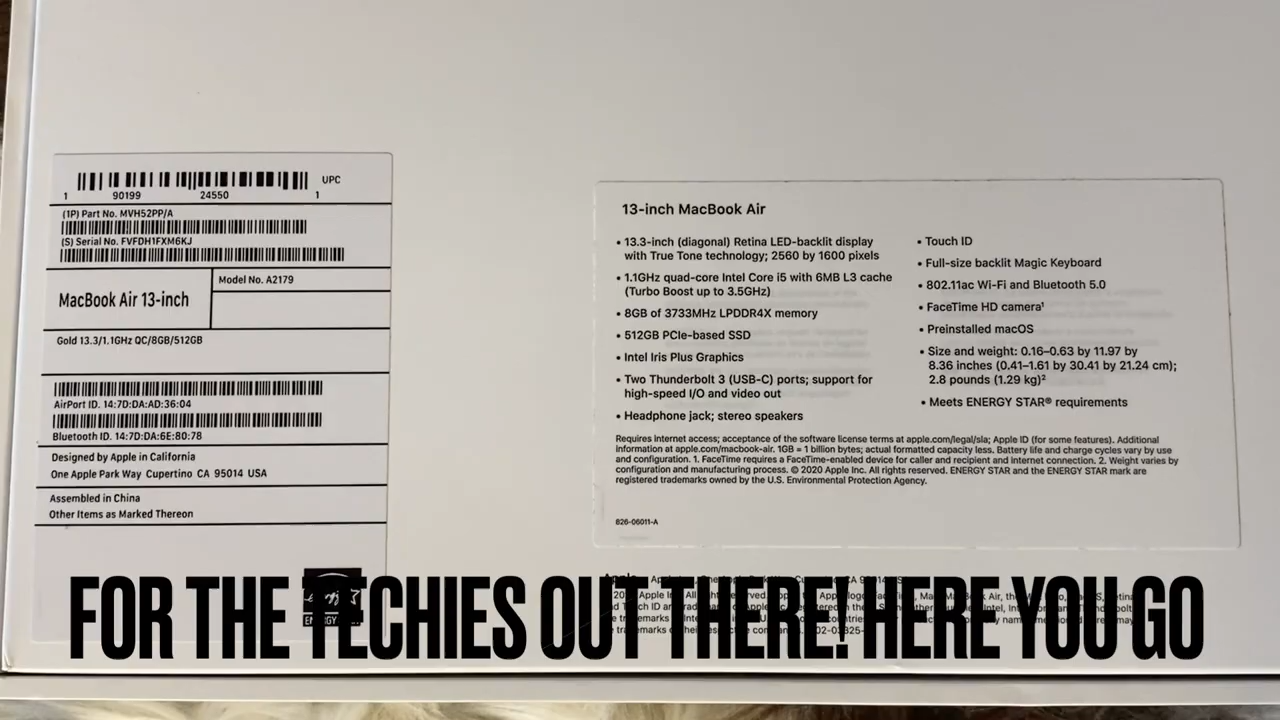 UPC
1 90199 24550 1
(1P) Part No. MVH52PP/A
(S) Serial No. FVFDH1FXM6KJ
MacBook Air 13-inch
Model No. A2179
Gold 13.3/1.1GHz QC/8GB/512GB
AirPort ID. 14:7D:DA:AD:36:04
Bluetooth ID. 14:7D:DA:6E:80:78
Designed by Apple in California
One Apple Park Way Cupertino CA 95014 USA
Assembled in China
Other Items as Marked Thereon
13-inch MacBook Air
• 13.3-inch (diagonal) Retina LED-backlit display
with True Tone technology; 2560 by 1600 pixels
• 1.1GHz quad-core Intel Core i5 with 6MB L3 cache
(Turbo Boost up to 3.5GHz)
• 8GB of 3733MHz LPDDR4X memory
• 512GB PCIe-based SSD
• Intel Iris Plus Graphics
• Two Thunderbolt 3 (USB-C) ports; support for
high-speed I/O and video out
• Headphone jack; stereo speakers
• Touch ID
• Full-size backlit Magic Keyboard
• 802.11ac Wi-Fi and Bluetooth 5.0
• FaceTime HD camera¹
• Preinstalled macOS
• Size and weight: 0.16–0.63 by 11.97 by
8.36 inches (0.41–1.61 by 30.41 by 21.24 cm);
2.8 pounds (1.29 kg)²
• Meets ENERGY STAR® requirements
Requires internet access; acceptance of the software license terms at apple.com/legal/sla; Apple ID (for some features). Additional
information at apple.com/macbook-air. 1GB = 1 billion bytes; actual formatted capacity less. Battery life and charge cycles vary by use
and configuration. 1. FaceTime requires a FaceTime-enabled device for caller and recipient and internet connection. 2. Weight varies by
configuration and manufacturing process. © 2020 Apple Inc. All rights reserved. ENERGY STAR and the ENERGY STAR mark are
registered trademarks owned by the U.S. Environmental Protection Agency.
826-06011-A
FOR THE TECHIES OUT THERE! HERE YOU GO